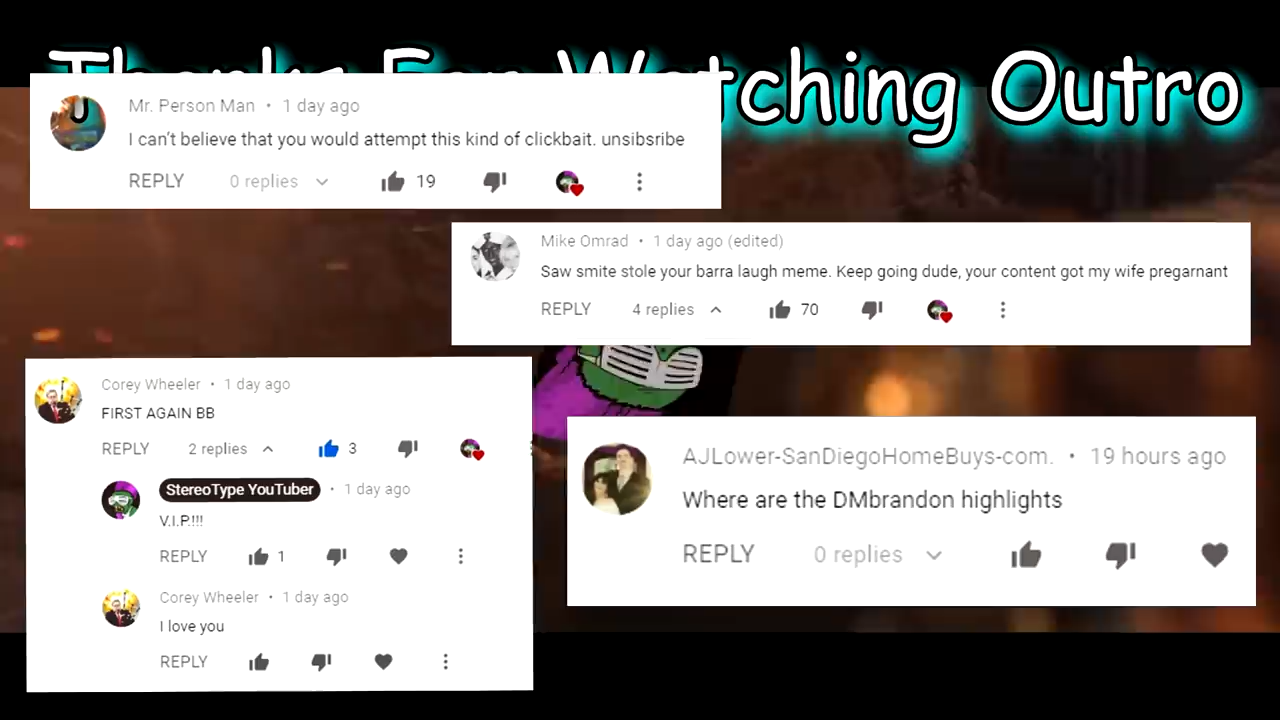 Thanks For Watching Outro
Mr. Person Man • 1 day ago
I can't believe that you would attempt this kind of clickbait. unsibsribe
REPLY 0 replies 19
Mike Omrad • 1 day ago (edited)
Saw smite stole your barra laugh meme. Keep going dude, your content got my wife pregarnant
REPLY 4 replies 70
Corey Wheeler • 1 day ago
FIRST AGAIN BB
REPLY 2 replies 3
StereoType YouTuber • 1 day ago
V.I.P!!!
REPLY 1
Corey Wheeler • 1 day ago
I love you
REPLY
AJLower-SanDiegoHomeBuys-com. • 19 hours ago
Where are the DMbrandon highlights
REPLY 0 replies